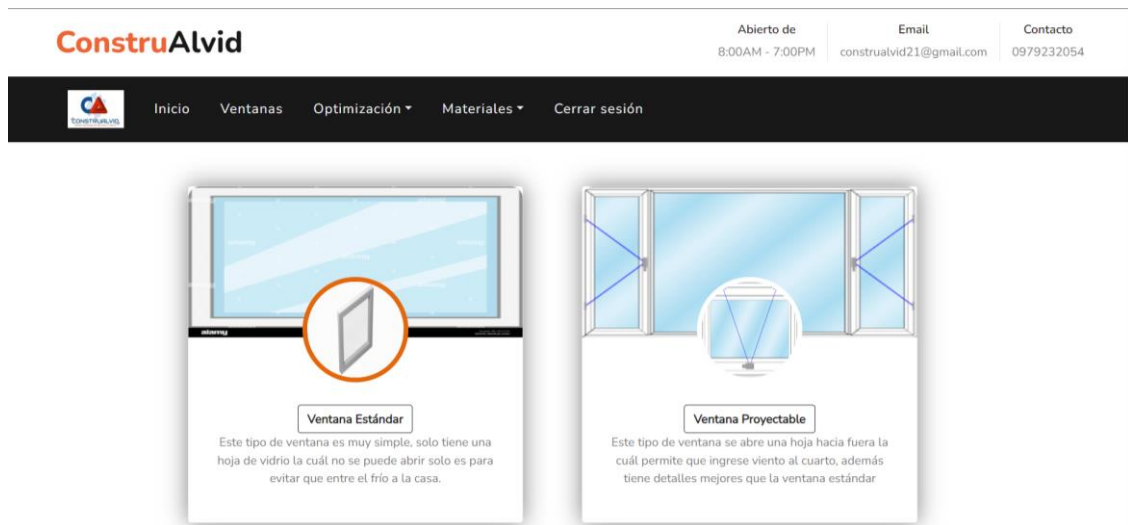 ConstruAlvid
Abierto de
8:00AM - 7:00PM
Email
construalvid21@gmail.com
Contacto
0979232054
CA
CONSTRUALVID
Inicio
Ventanas
Optimización
Materiales
Cerrar sesión
alamy
Ventana Estándar
Este tipo de ventana es muy simple, solo tiene una
hoja de vidrio la cuál no se puede abrir solo es para
evitar que entre el frío a la casa.
Ventana Proyectable
Este tipo de ventana se abre una hoja hacia fuera la
cuál permite que ingrese viento al cuarto, además
tiene detalles mejores que la ventana estándar